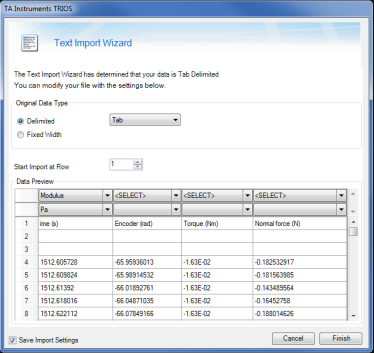 TA Instruments TRIOS
Text Import Wizard
The Text Import Wizard has determined that your data is Tab Delimited
You can modify your file with the settings below.
Original Data Type
Delimited Tab
Fixed Width
Start Import at Row 1
Data Preview
Modulus <SELECT> <SELECT> <SELECT>
Pa
1 ime (s) Encoder (rad) Torque (Nm) Normal force (N)
2
3
4 1512.605728 -65.95936013 -1.63E-02 -0.182532917
5 1512.609824 -65.98914532 -1.63E-02 -0.181563985
6 1512.61392 -66.01892761 -1.63E-02 -0.143489564
7 1512.618016 -66.04871035 -1.63E-02 -0.16452758
8 1512.622112 -66.07849166 -1.63E-02 -0.188014626
Save Import Settings Cancel Finish